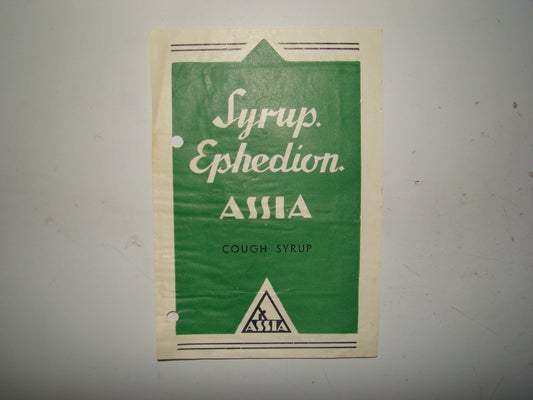 Syrup.
Ephedion.
ASSIA
COUGH SYRUP
ASSIA